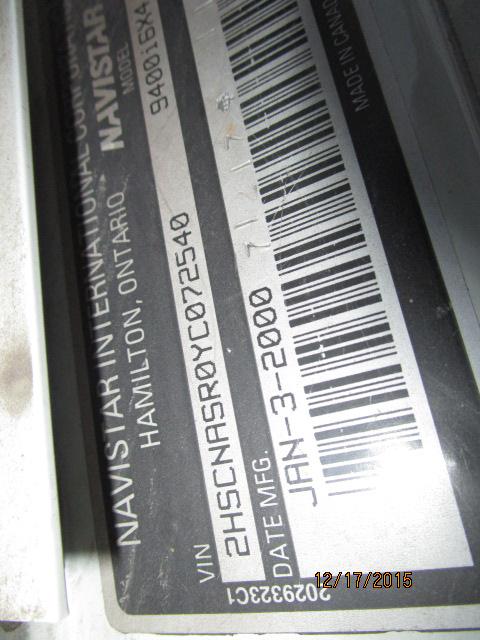 NAVISTAR INTERNATIONAL CORPORATION
HAMILTON, ONTARIO NAVISTAR
MODEL
9400i6X4
VIN
2HSCNASR0YC072540
DATE MFG.
JAN-3-2000
MADE IN CANADA
2029323C1
12/17/2015